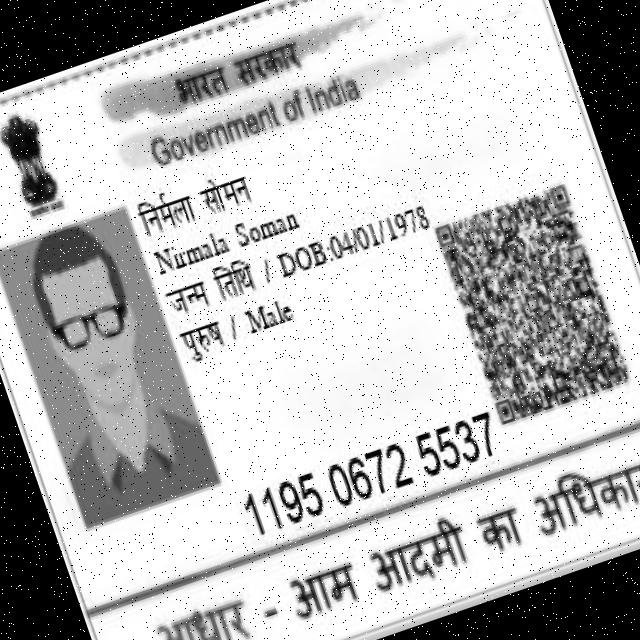 भारत सरकार
Government of India
निर्मला सोमन
Nirmala Soman
जन्म तिथि / DOB:04/01/1978
पुरुष / Male
1195 0672 5537
आधार - आम आदमी का अधिकार